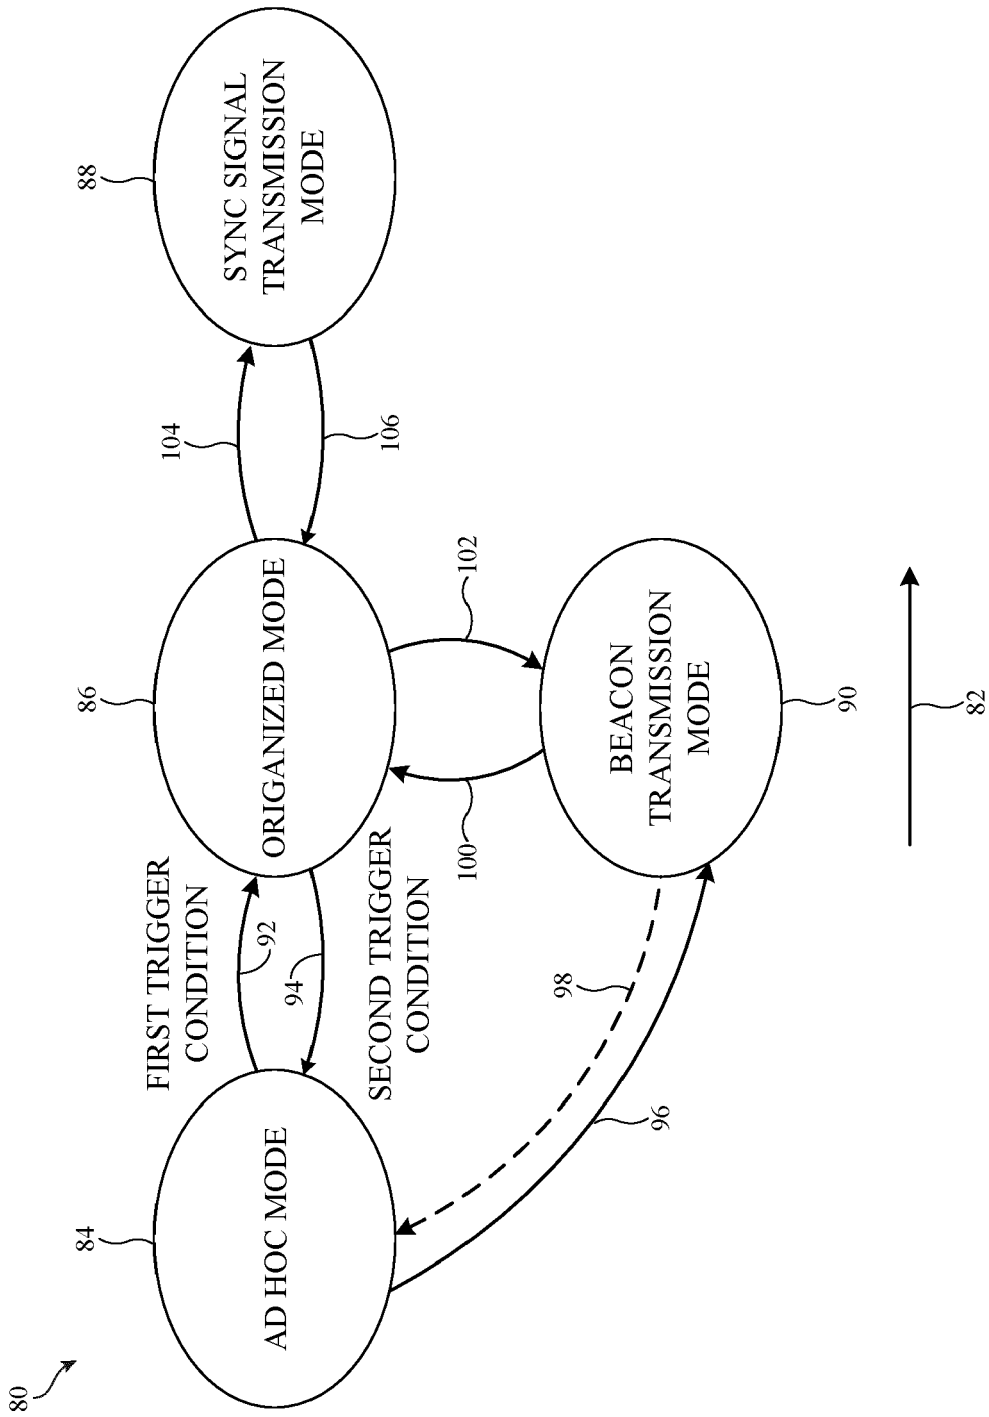 80
84
AD HOC MODE
FIRST TRIGGER
CONDITION
92
94
SECOND TRIGGER
CONDITION
86
ORIGANIZED MODE
104
106
88
SYNC SIGNAL
TRANSMISSION
MODE
96
98
100
102
BEACON
TRANSMISSION
MODE
90
82